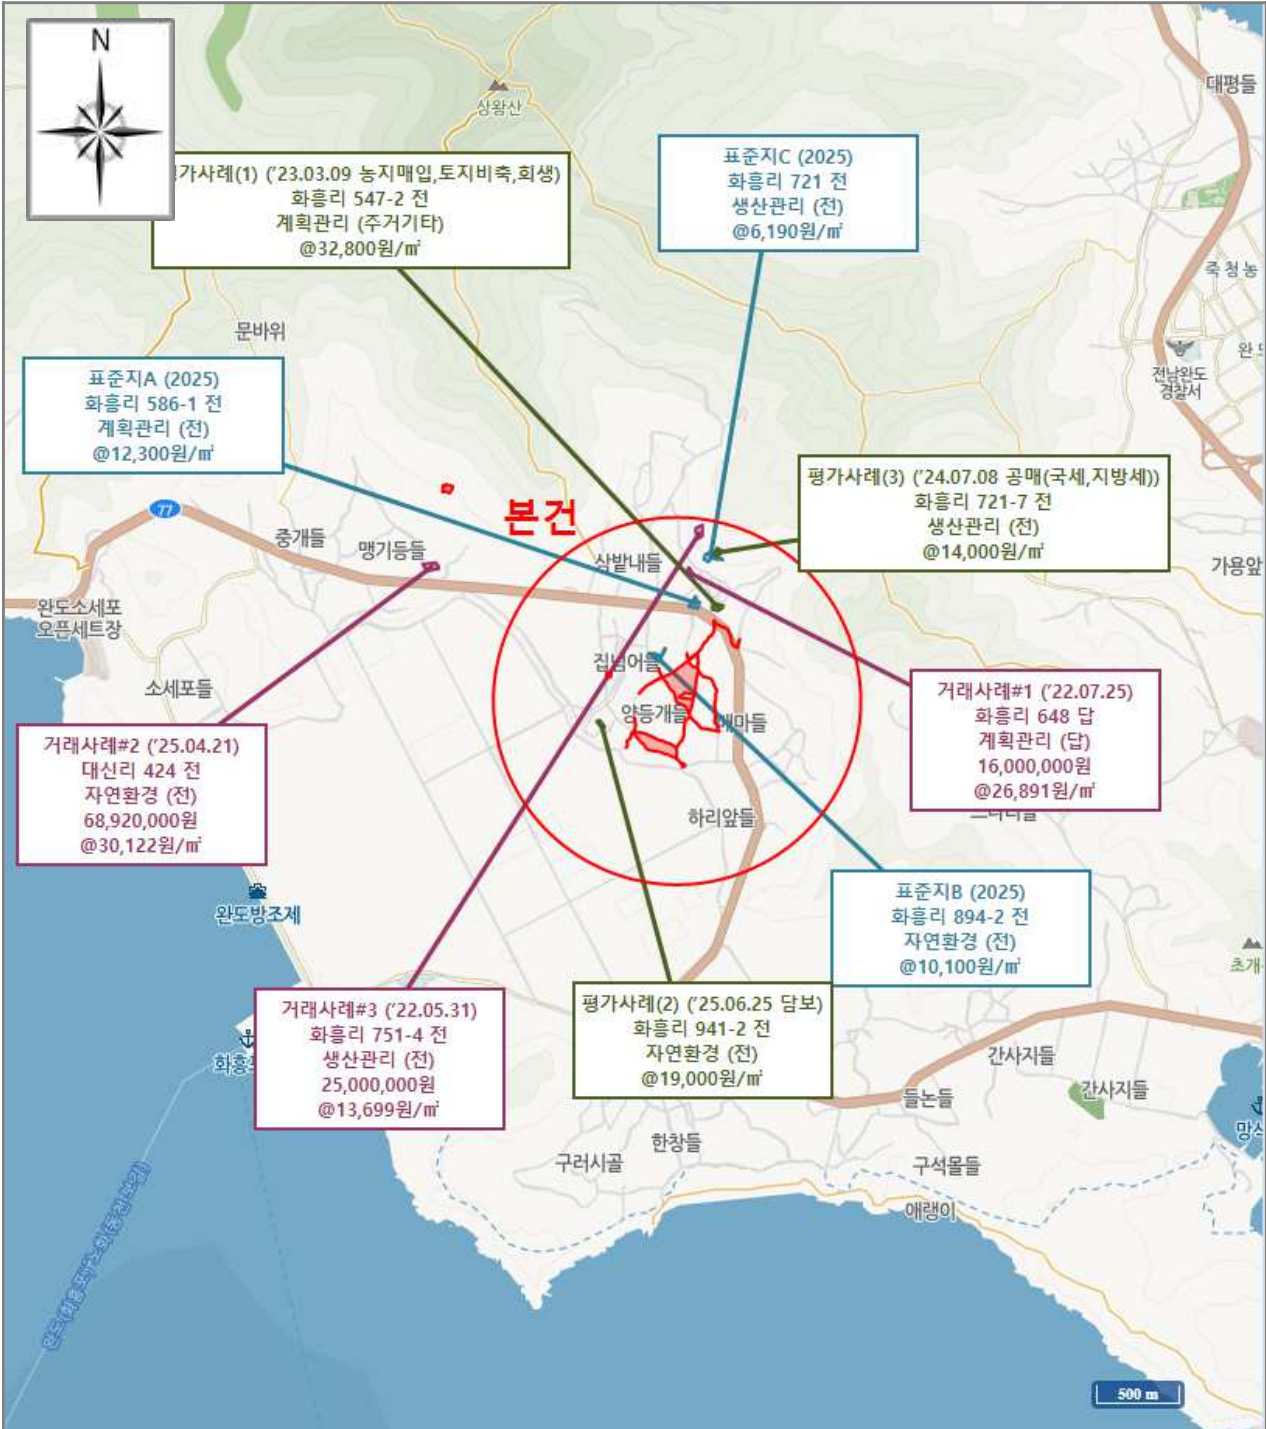 N
상왕산
대평들
가사례(1) ('23.03.09 농지매입,토지비축,회생)
화흥리 547-2 전
계획관리 (주거기타)
@32,800원/㎡
표준지C (2025)
화흥리 721 전
생산관리 (전)
@6,190원/㎡
죽청농
문바위
전남완도
경찰서
표준지A (2025)
화흥리 586-1 전
계획관리 (전)
@12,300원/㎡
평가사례(3) ('24.07.08 공매(국세,지방세))
화흥리 721-7 전
생산관리 (전)
@14,000원/㎡
본건
77
중개들
맹기등들
삼밭내들
가용앞
완도소세포
오픈세트장
소세포들
집넘어들
양등개들
하리앞들
거래사례#1 ('22.07.25)
화흥리 648 답
계획관리 (답)
16,000,000원
@26,891원/㎡
거래사례#2 ('25.04.21)
대신리 424 전
자연환경 (전)
68,920,000원
@30,122원/㎡
표준지B (2025)
화흥리 894-2 전
자연환경 (전)
@10,100원/㎡
완도방조제
초개
거래사례#3 ('22.05.31)
화흥리 751-4 전
생산관리 (전)
25,000,000원
@13,699원/㎡
평가사례(2) ('25.06.25 담보)
화흥리 941-2 전
자연환경 (전)
@19,000원/㎡
화흥
간사지들
간사지들
들논들
한창들
구러시골
구석몰들
애랭이
500 m